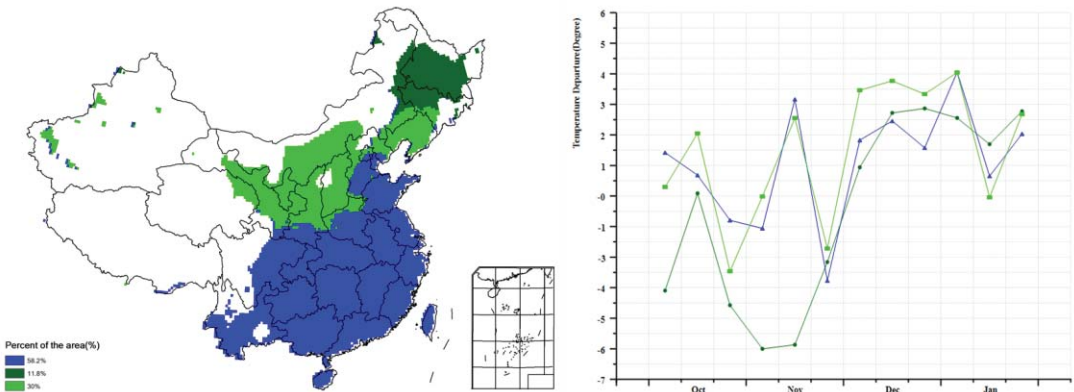 Percent of the area(%)
58.2%
11.8%
30%
Temperature Departure(Degree)
6
5
4
3
2
1
-0
-1
-2
-3
-4
-5
-6
-7
Oct
Nov
Dec
Jan